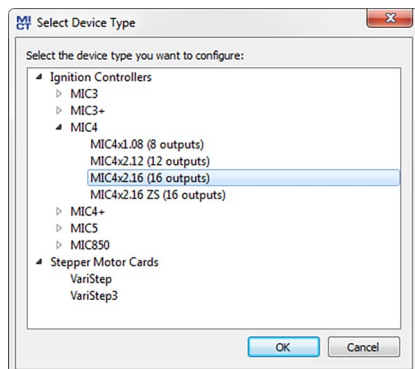 MI
CT
Select Device Type
Select the device type you want to configure:
Ignition Controllers
MIC3
MIC3+
MIC4
MIC4x1.08 (8 outputs)
MIC4x2.12 (12 outputs)
MIC4x2.16 (16 outputs)
MIC4x2.16 ZS (16 outputs)
MIC4+
MIC5
MIC850
Stepper Motor Cards
VariStep
VariStep3
OK Cancel